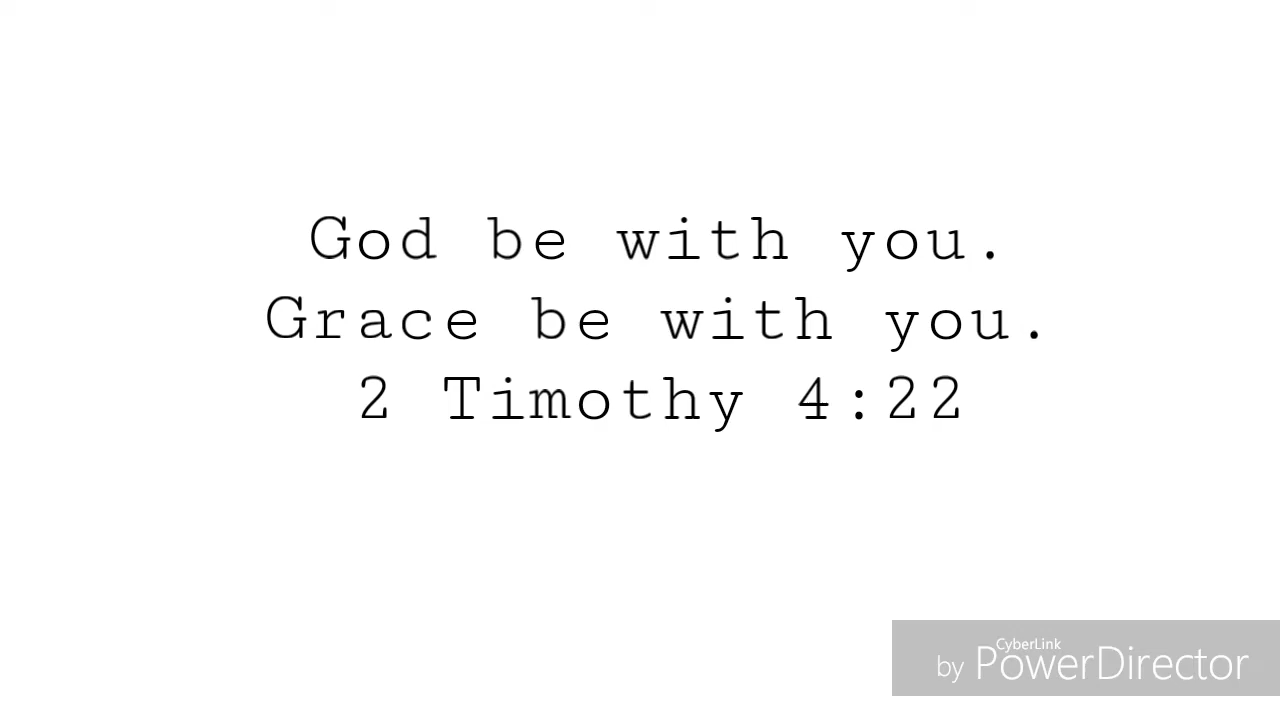 God be with you.
Grace be with you.
2 Timothy 4:22
CyberLink
by PowerDirector